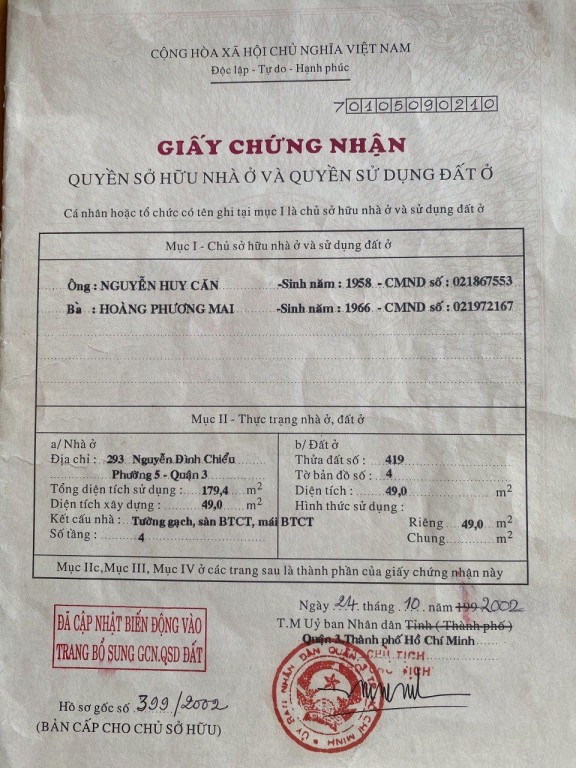 CỘNG HÒA XÃ HỘI CHỦ NGHĨA VIỆT NAM
Độc lập - Tự do - Hạnh phúc
70105090210
GIẤY CHỨNG NHẬN
QUYỀN SỞ HỮU NHÀ Ở VÀ QUYỀN SỬ DỤNG ĐẤT Ở
Cá nhân hoặc tổ chức có tên ghi tại mục I là chủ sở hữu nhà ở và sử dụng đất ở
Mục I - Chủ sở hữu nhà ở và sử dụng đất ở
Ông : NGUYỄN HUY CĂN -Sinh năm : 1958 - CMND số : 021867553
Bà : HOÀNG PHƯƠNG MAI -Sinh năm : 1966 - CMND số : 021972167
Mục II - Thực trạng nhà ở, đất ở
a/ Nhà ở
Địa chỉ : 293 Nguyễn Đình Chiểu
Phường 5 - Quận 3
Tổng diện tích sử dụng : 179,4 m2
Diện tích xây dựng : 49,0 m2
Kết cấu nhà : Tường gạch, sàn BTCT, mái BTCT
Số tầng : 4
b/ Đất ở
Thửa đất số : 419
Tờ bản đồ số : 4
Diện tích : 49,0 m2
Hình thức sử dụng :
Riêng 49,0 m2
Chung m2
Mục IIc, Mục III, Mục IV ở các trang sau là thành phần của giấy chứng nhận này
Ngày 24 tháng 10 năm 199 2002
T.M Uỷ ban Nhân dân Tỉnh ( Thành phố )
Quận 3 Thành phố Hồ Chí Minh
CHỦ TỊCH
ĐÃ CẬP NHẬT BIẾN ĐỘNG VÀO
TRANG BỔ SUNG GCN.QSD ĐẤT
ỦY BAN NHÂN DÂN QUẬN 3 T.P HỒ CHÍ MINH
Hồ sơ gốc số 399/2002
(BẢN CẤP CHO CHỦ SỞ HỮU)